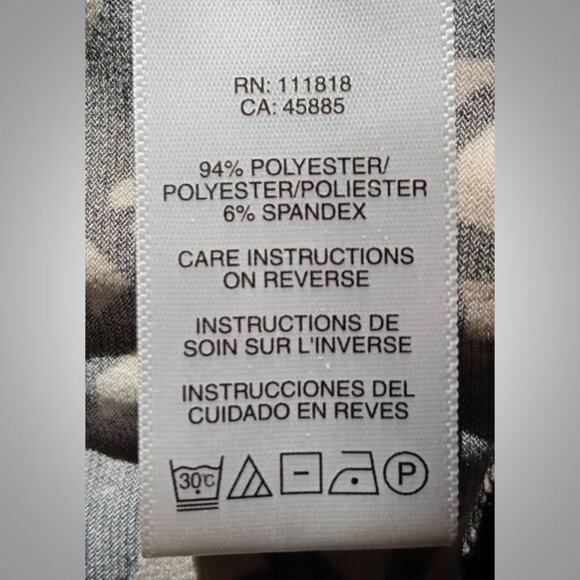 RN: 111818
CA: 45885
94% POLYESTER/
POLYESTER/POLIESTER
6% SPANDEX
CARE INSTRUCTIONS
ON REVERSE
INSTRUCTIONS DE
SOIN SUR L'INVERSE
INSTRUCCIONES DEL
CUIDADO EN REVES
30C P